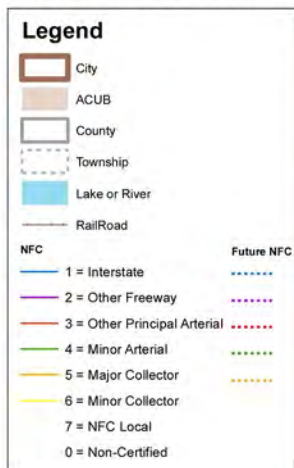 Legend
City
ACUB
County
Township
Lake or River
RailRoad
NFC Future NFC
1 = Interstate
2 = Other Freeway
3 = Other Principal Arterial
4 = Minor Arterial
5 = Major Collector
6 = Minor Collector
7 = NFC Local
0 = Non-Certified